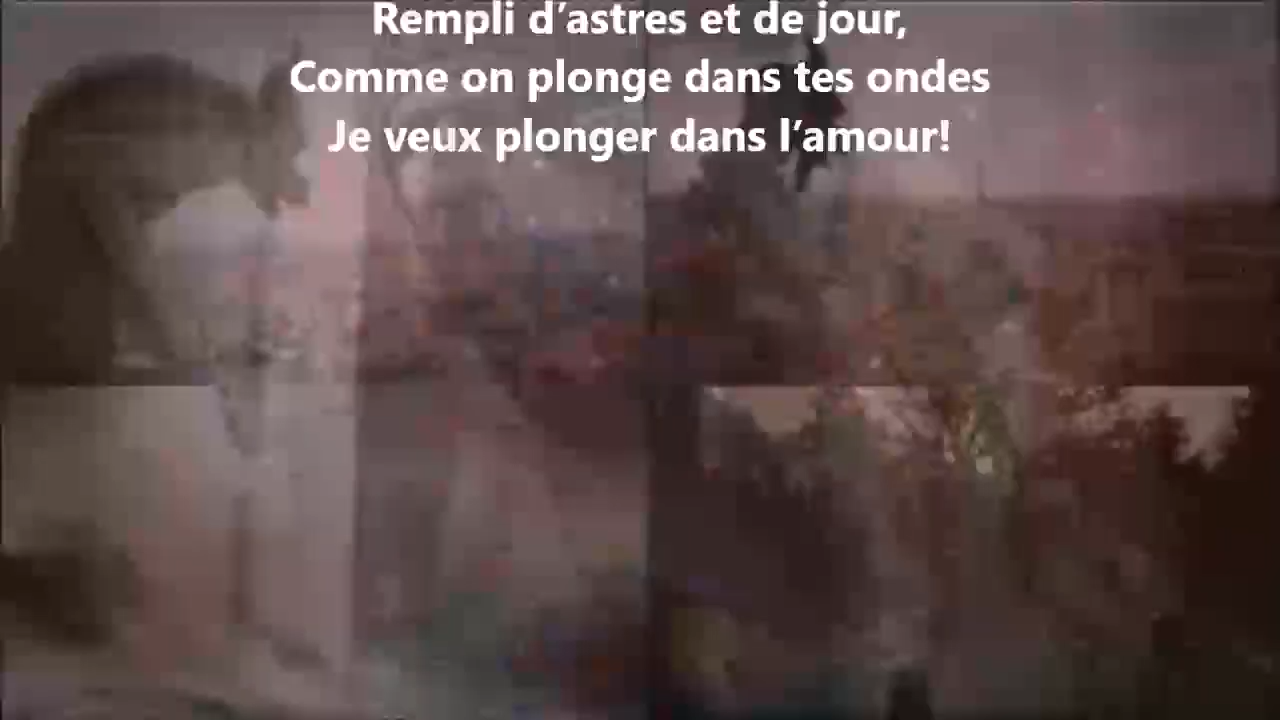 Rempli d’astres et de jour,
Comme on plonge dans tes ondes
Je veux plonger dans l’amour!